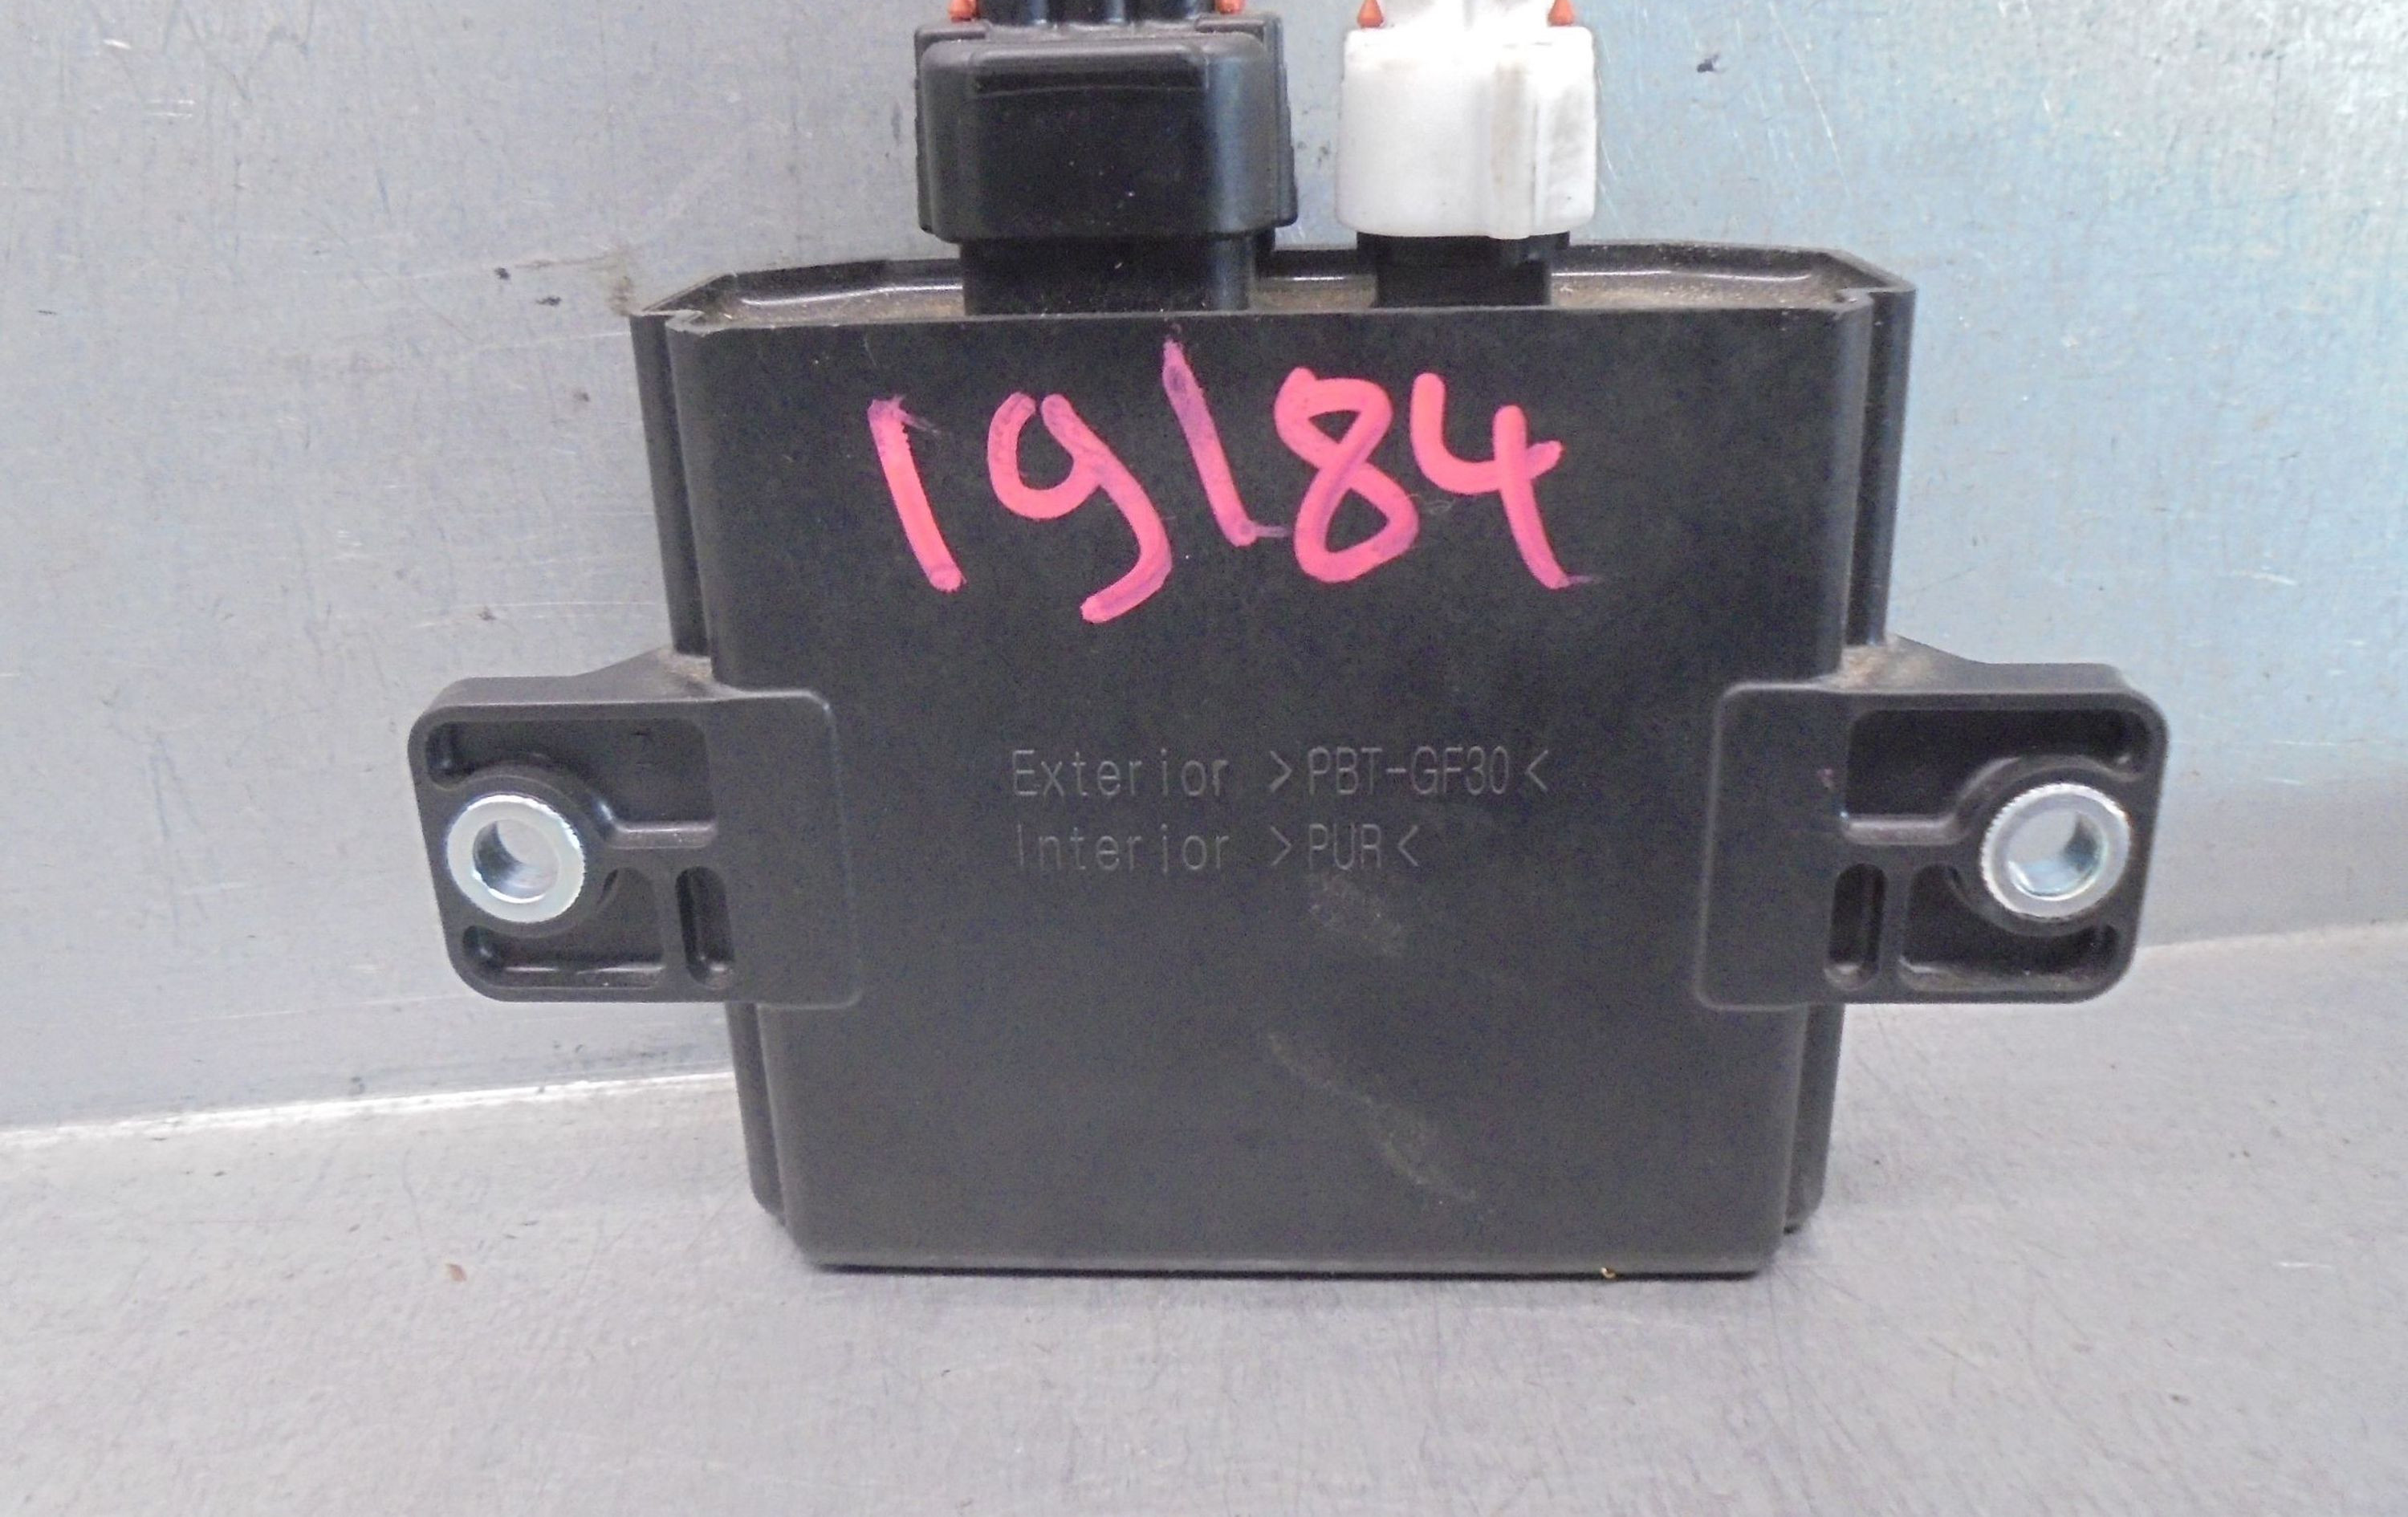 19184
Exterior >PBT-GF30<
Interior >PUR<